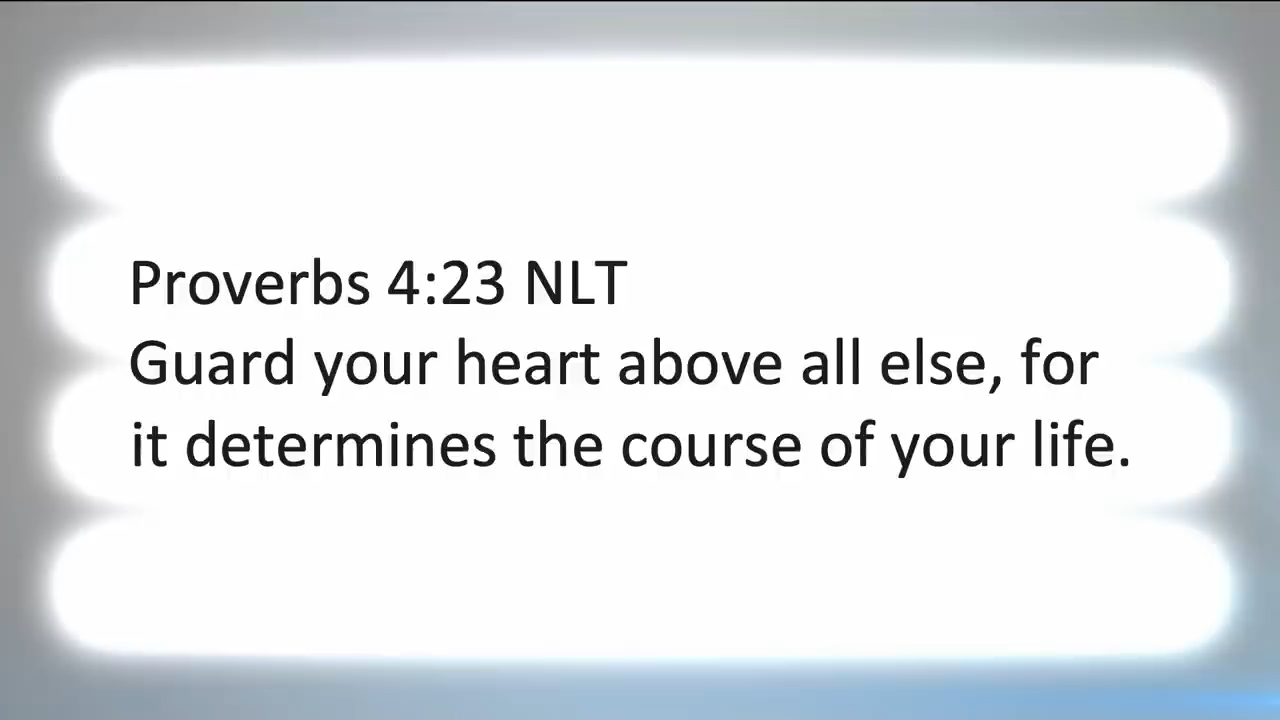 Proverbs 4:23 NLT
Guard your heart above all else, for
it determines the course of your life.